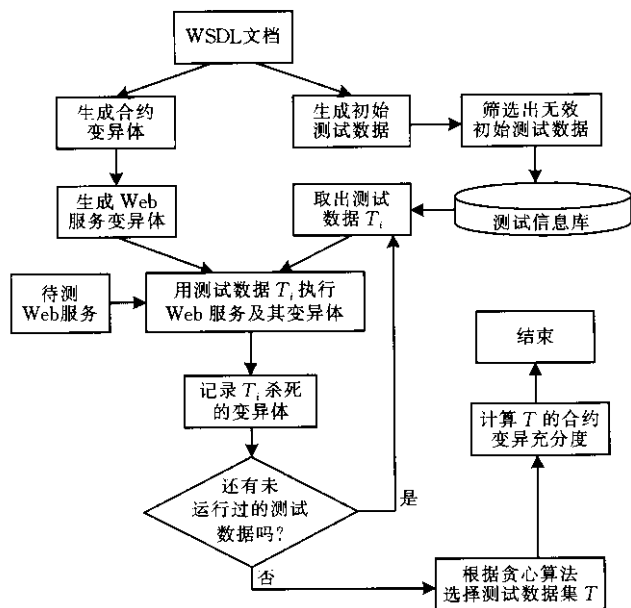 WSDL文档
生成合约
变异体
生成初始
测试数据
筛选出无效
初始测试数据
生成 Web
服务变异体
取出测试
数据 Ti
测试信息库
待测
Web服务
用测试数据 Ti 执行
Web 服务及其变异体
结束
记录 Ti 杀死
的变异体
计算 T 的合约
变异充分度
还有未
运行过的测试
数据吗?
是
否
根据贪心算法
选择测试数据集 T